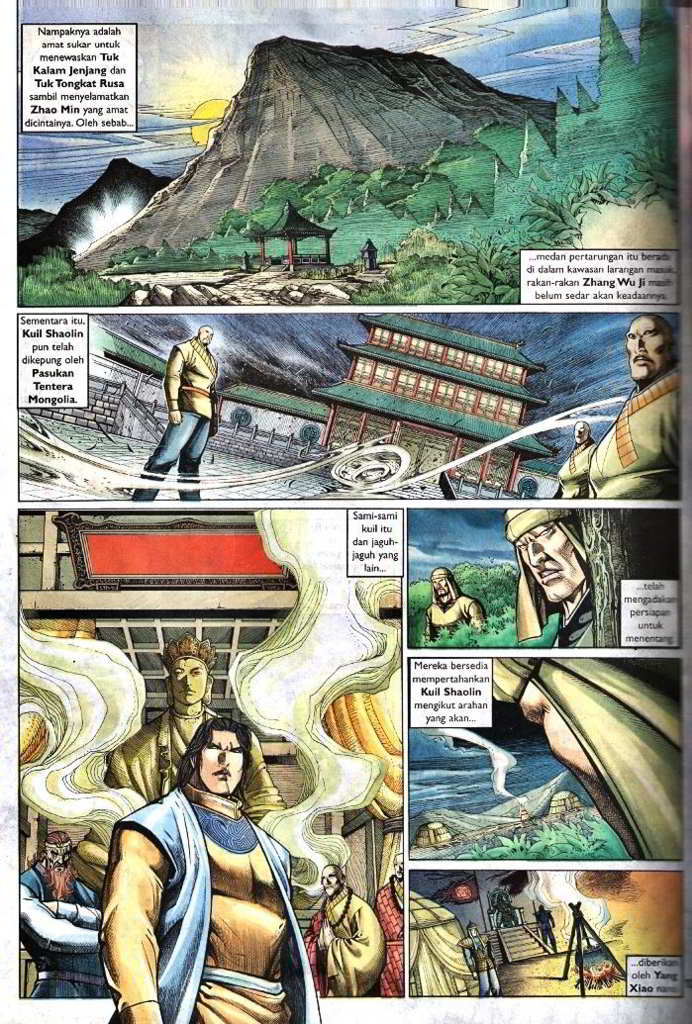 Nampaknya adalah
amat sukar untuk
menewaskan Tuk
Kalam Jenjang dan
Tuk Tongkat Rusa
sambil menyelamatkan
Zhao Min yang amat
dicintainya. Oleh sebab...
...medan pertarungan itu berada
di dalam kawasan larangan masuk,
rakan-rakan Zhang Wu Ji masih
belum sedar akan keadaannya.
Sementara itu,
Kuil Shaolin
pun telah
dikepung oleh
Pasukan
Tentera
Mongolia.
Sami-sami
kuil itu
dan jaguh-
jaguh yang
lain...
...telah
mengadakan
persiapan
untuk
menentang.
Mereka bersedia
mempertahankan
Kuil Shaolin
mengikut arahan
yang akan...
...diberikan
oleh Yang
Xiao nanti.